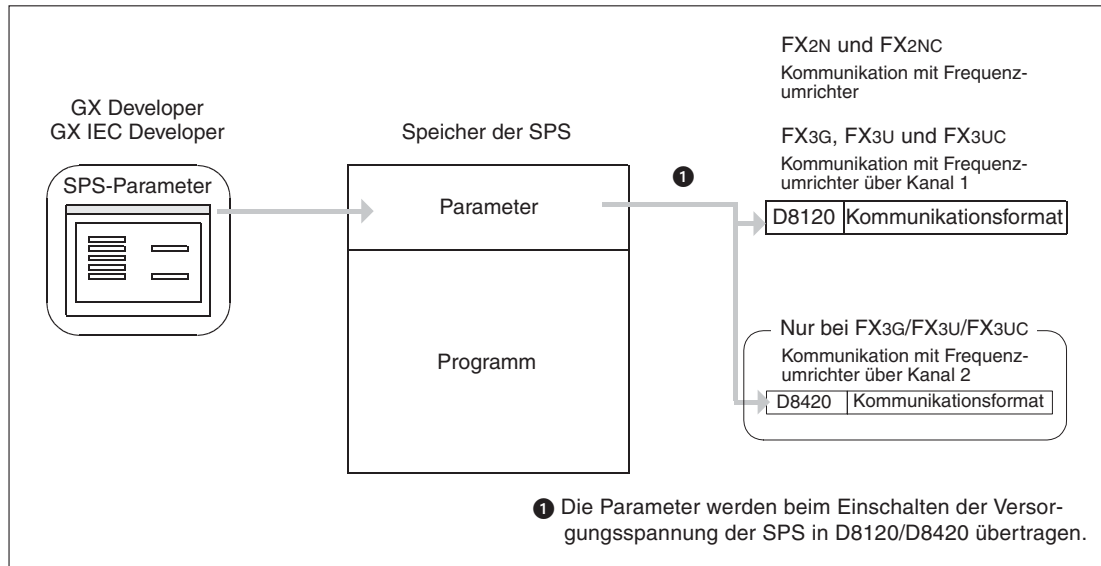 GX Developer
GX IEC Developer
SPS-Parameter
Speicher der SPS
Parameter
Programm
❶
FX2N und FX2NC
Kommunikation mit Frequenz-
umrichter
FX3G, FX3U und FX3UC
Kommunikation mit Frequenz-
umrichter über Kanal 1
D8120 Kommunikationsformat
Nur bei FX3G/FX3U/FX3UC
Kommunikation mit Frequenz-
umrichter über Kanal 2
D8420 Kommunikationsformat
❶ Die Parameter werden beim Einschalten der Versor-
gungsspannung der SPS in D8120/D8420 übertragen.